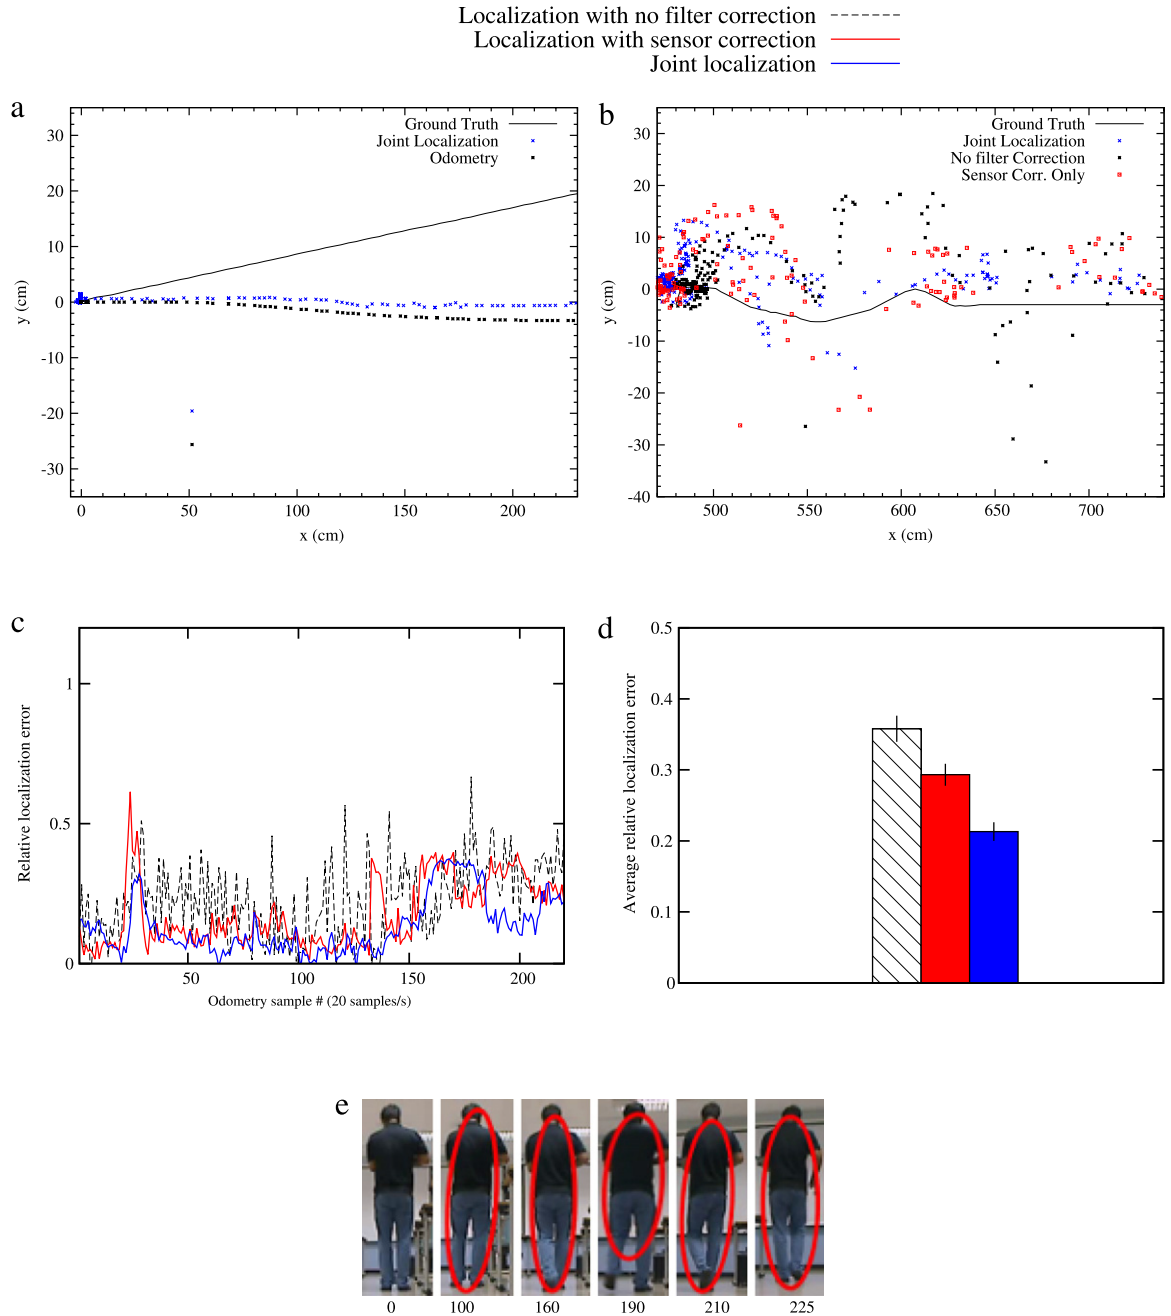 Localization with no filter correction
Localization with sensor correction
Joint localization
a
Ground Truth
Joint Localization
Odometry
30
20
10
0
-10
-20
-30
y (cm)
0
50
100
150
200
x (cm)
b
Ground Truth
Joint Localization
No filter Correction
Sensor Corr. Only
30
20
10
0
-10
-20
-30
-40
y (cm)
500
550
600
650
700
x (cm)
c
1
0.5
0
Relative localization error
50
100
150
200
Odometry sample # (20 samples/s)
d
0.5
0.4
0.3
0.2
0.1
0
Average relative localization error
e
0
100
160
190
210
225